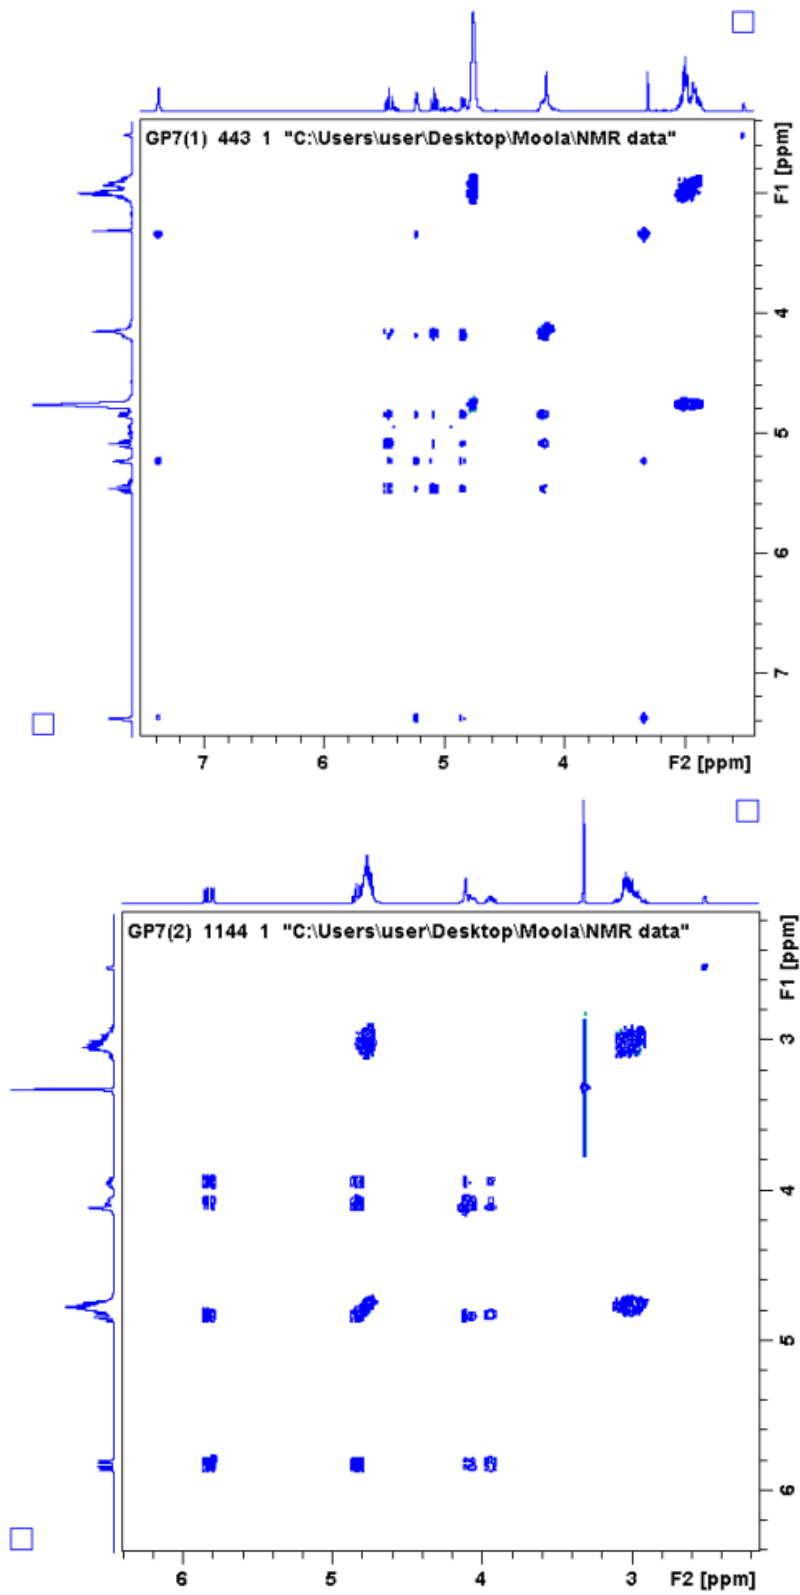 GP7(1) 443 1 "C:\Users\user\Desktop\Moola\NMR data"
F1 [ppm]
4
5
6
7
7 6 5 4 F2 [ppm]
GP7(2) 1144 1 "C:\Users\user\Desktop\Moola\NMR data"
F1 [ppm]
3
4
5
6
6 5 4 3 F2 [ppm]